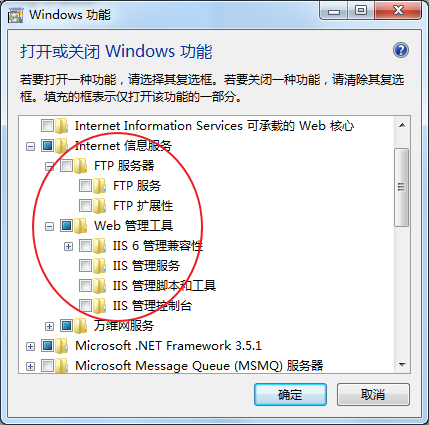 Windows 功能
打开或关闭 Windows 功能
若要打开一种功能，请选择其复选框。若要关闭一种功能，请清除其复选
框。填充的框表示仅打开该功能的一部分。
Internet Information Services 可承载的 Web 核心
Internet 信息服务
FTP 服务器
FTP 服务
FTP 扩展性
Web 管理工具
IIS 6 管理兼容性
IIS 管理服务
IIS 管理脚本和工具
IIS 管理控制台
万维网服务
Microsoft .NET Framework 3.5.1
Microsoft Message Queue (MSMQ) 服务器
确定
取消